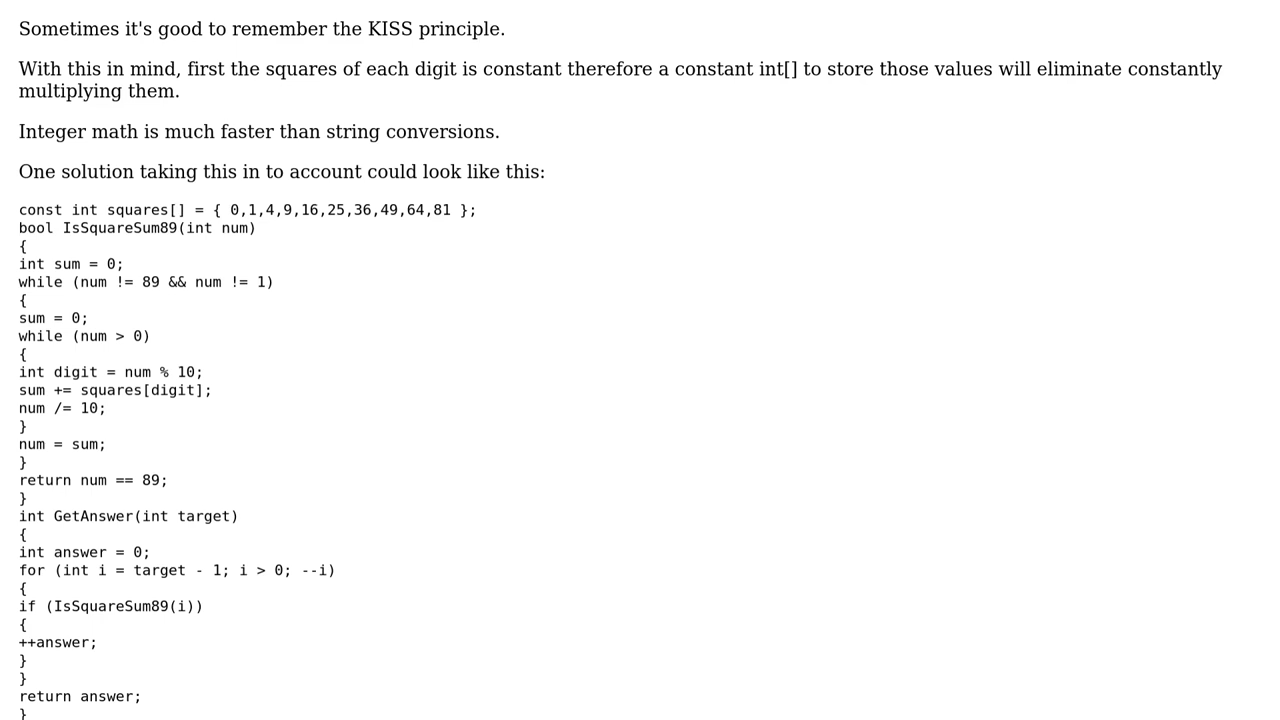 Sometimes it's good to remember the KISS principle.
With this in mind, first the squares of each digit is constant therefore a constant int[] to store those values will eliminate constantly
multiplying them.
Integer math is much faster than string conversions.
One solution taking this in to account could look like this:
const int squares[] = { 0,1,4,9,16,25,36,49,64,81 };
bool IsSquareSum89(int num)
{
int sum = 0;
while (num != 89 && num != 1)
{
sum = 0;
while (num > 0)
{
int digit = num % 10;
sum += squares[digit];
num /= 10;
}
num = sum;
}
return num == 89;
}
int GetAnswer(int target)
{
int answer = 0;
for (int i = target - 1; i > 0; --i)
{
if (IsSquareSum89(i))
{
++answer;
}
}
return answer;
}